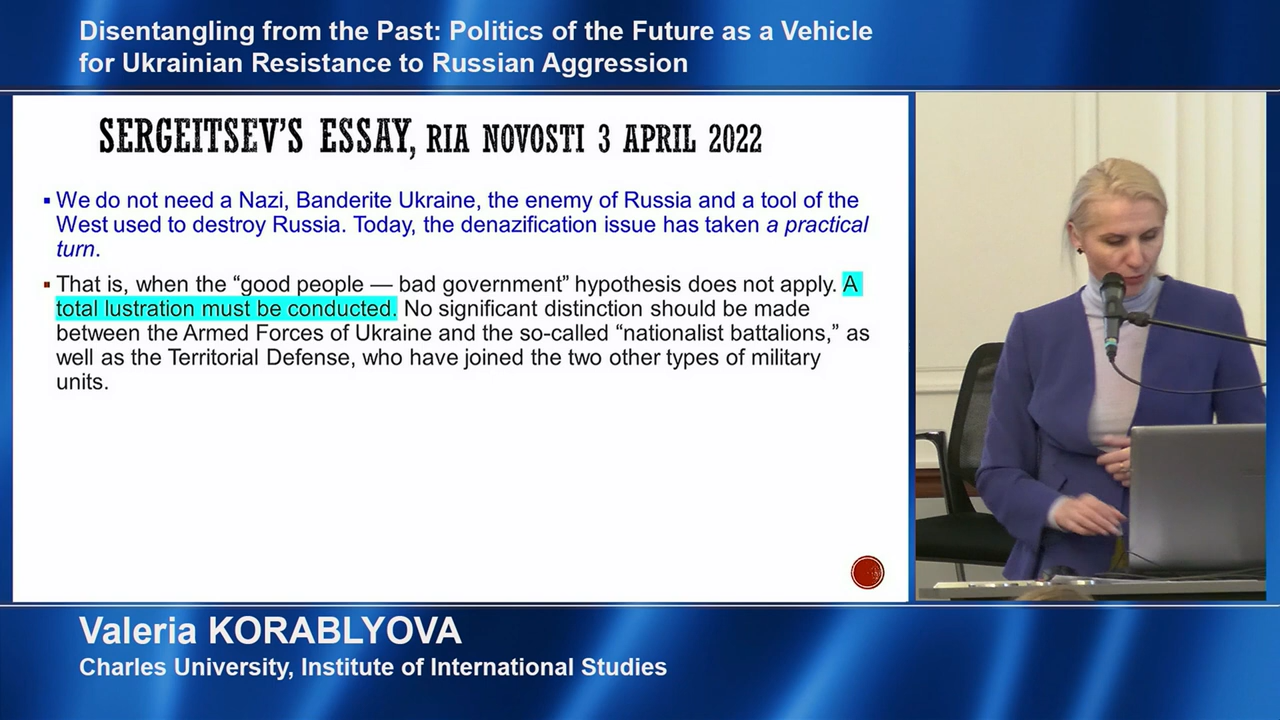 Disentangling from the Past: Politics of the Future as a Vehicle
for Ukrainian Resistance to Russian Aggression
SERGEITSEV’S ESSAY, RIA NOVOSTI 3 APRIL 2022
▪ We do not need a Nazi, Banderite Ukraine, the enemy of Russia and a tool of the
West used to destroy Russia. Today, the denazification issue has taken a practical
turn.
▪ That is, when the “good people — bad government” hypothesis does not apply. A
total lustration must be conducted. No significant distinction should be made
between the Armed Forces of Ukraine and the so-called “nationalist battalions,” as
well as the Territorial Defense, who have joined the two other types of military
units.
Valeria KORABLYOVA
Charles University, Institute of International Studies